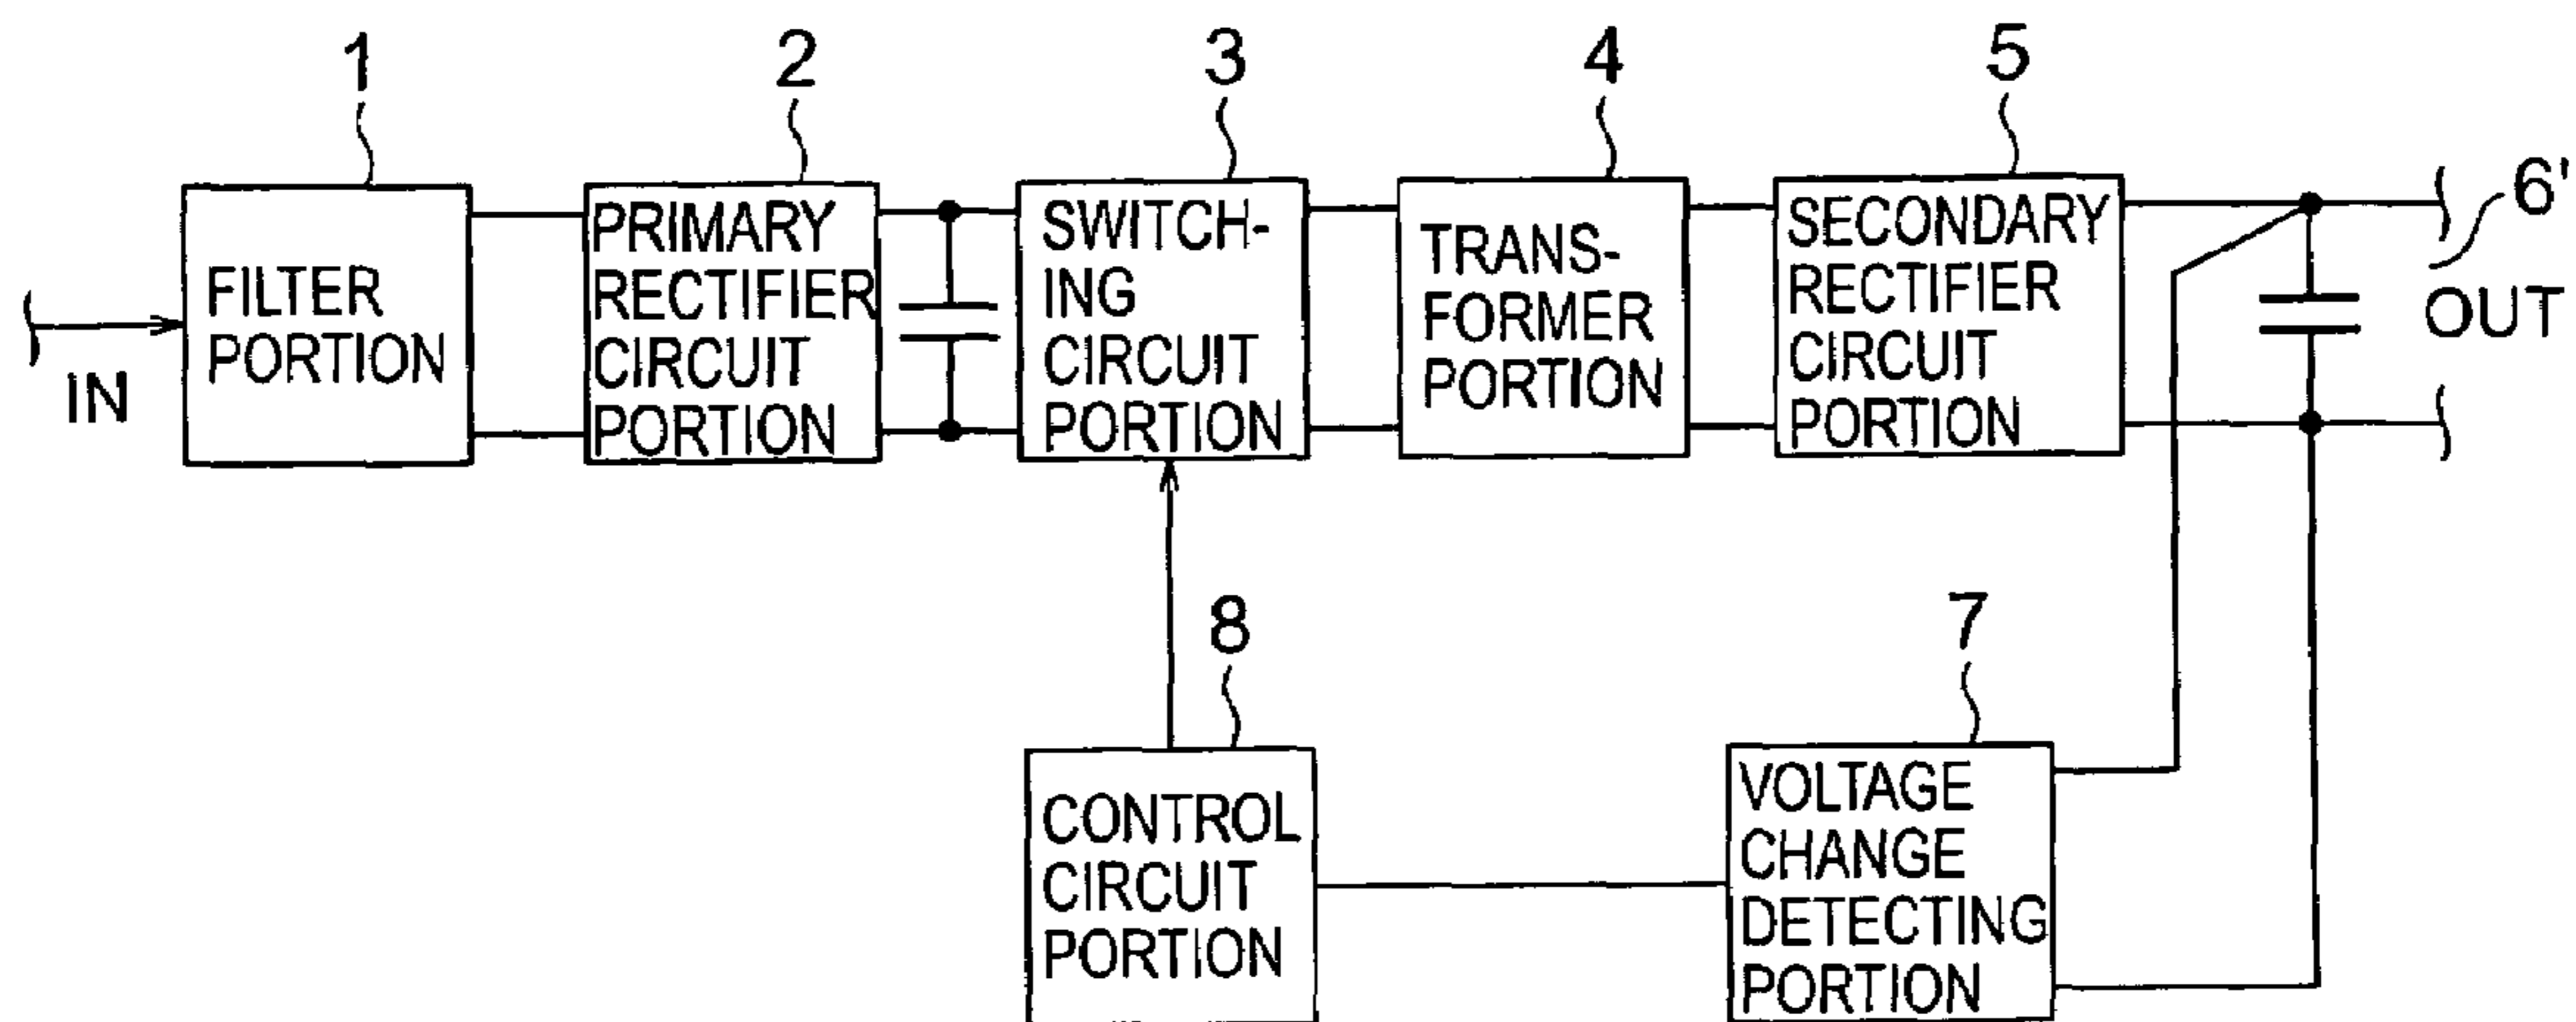 1
2
3
4
5
6'
IN
FILTER
PORTION
PRIMARY
RECTIFIER
CIRCUIT
PORTION
SWITCH-
ING
CIRCUIT
PORTION
TRANS-
FORMER
PORTION
SECONDARY
RECTIFIER
CIRCUIT
PORTION
OUT
8
7
CONTROL
CIRCUIT
PORTION
VOLTAGE
CHANGE
DETECTING
PORTION